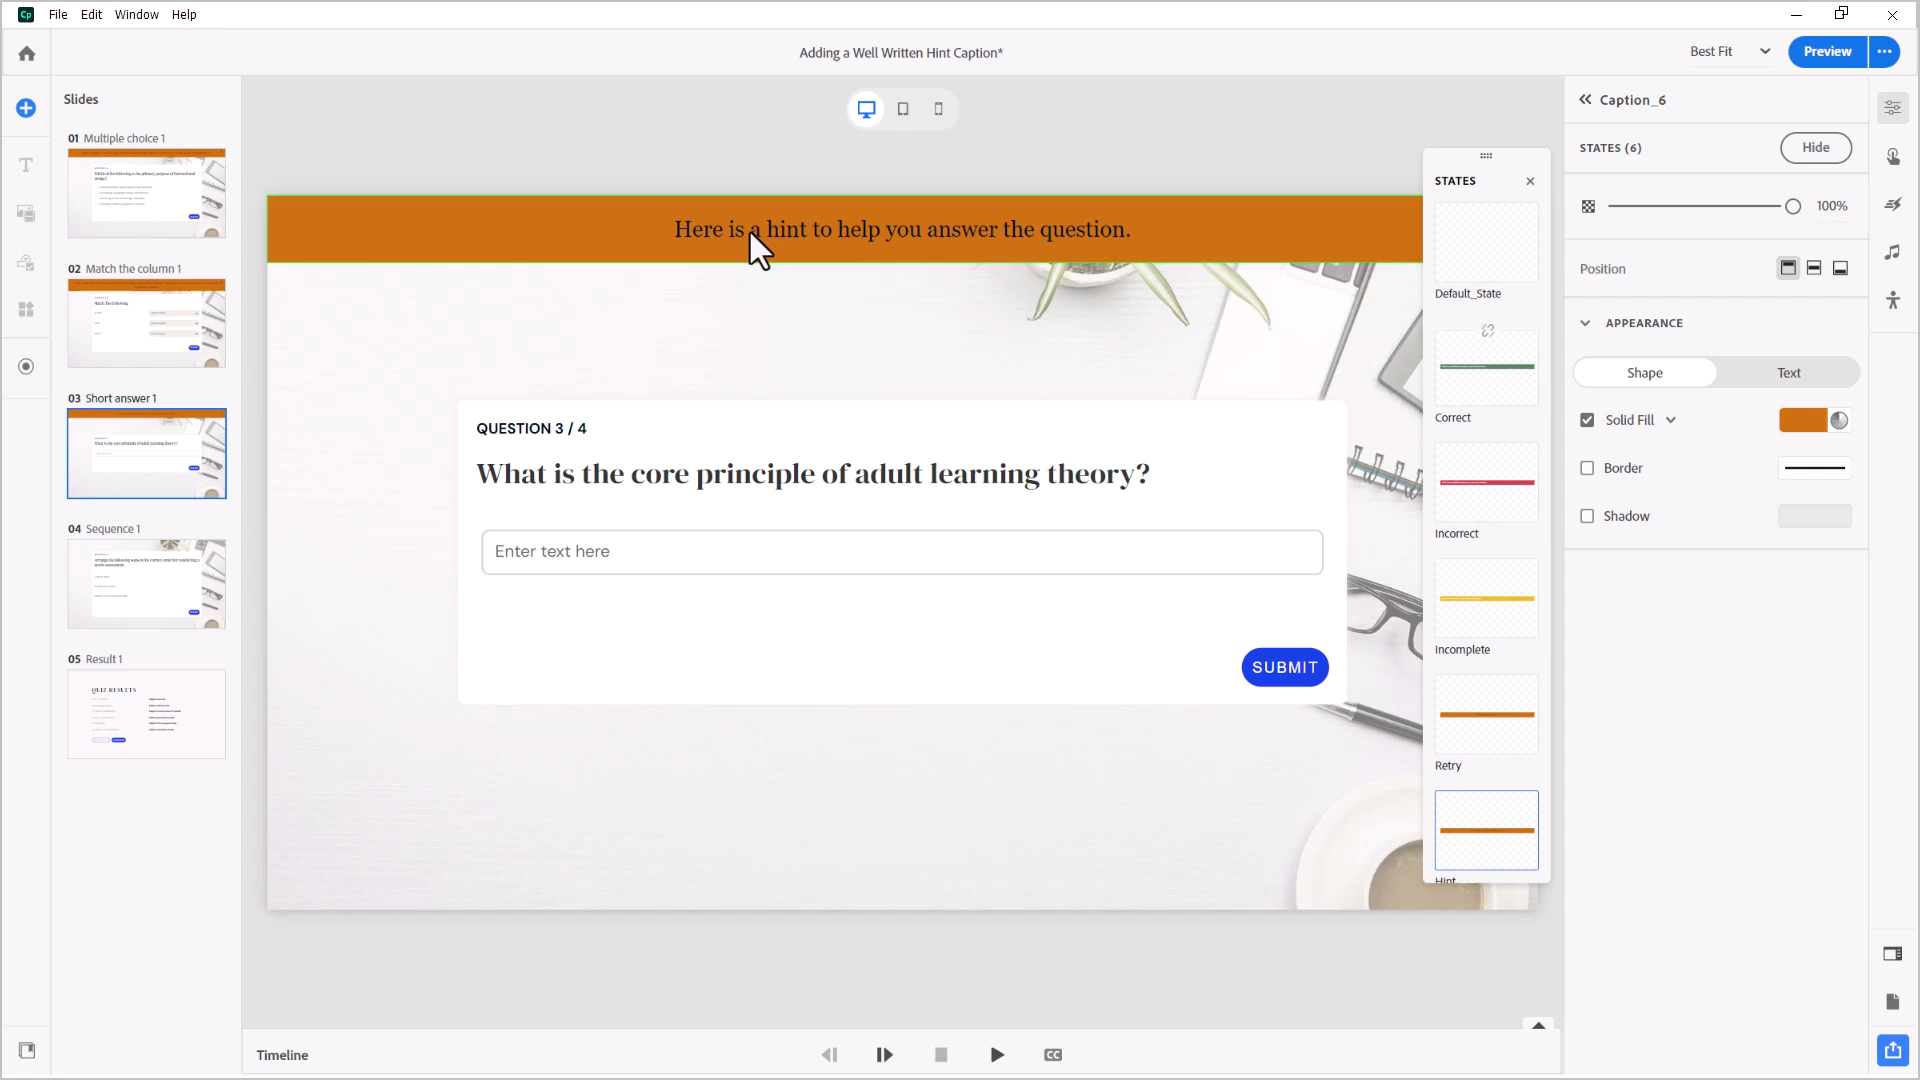 Cp File Edit Window Help
Adding a Well Written Hint Caption*
Best Fit
Preview
Slides
01 Multiple choice 1
02 Match the column 1
03 Short answer 1
04 Sequence 1
05 Result 1
QUIZ RESULTS
Here is a hint to help you answer the question.
QUESTION 3 / 4
What is the core principle of adult learning theory?
Enter text here
SUBMIT
STATES
Default_State
Correct
Incorrect
Incomplete
Retry
Hint
Caption_6
STATES (6)
Hide
100%
Position
APPEARANCE
Shape
Text
Solid Fill
Border
Shadow
Timeline
CC